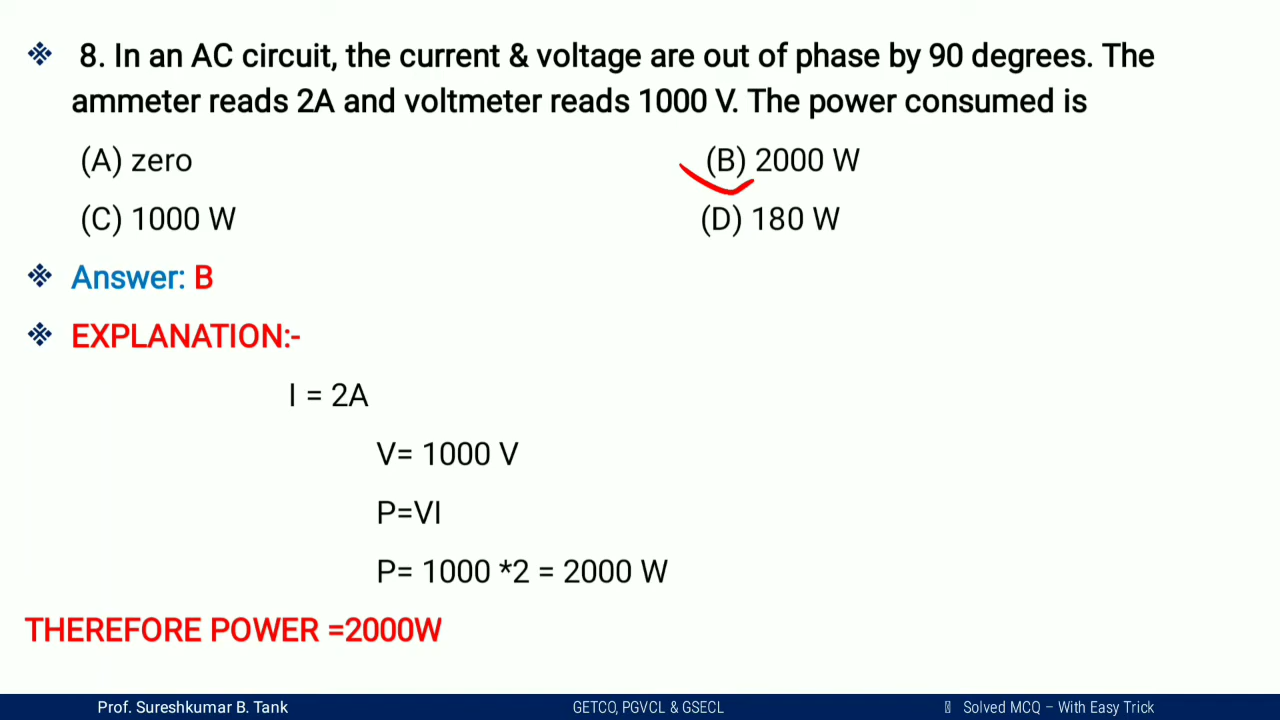 ❖ 8. In an AC circuit, the current & voltage are out of phase by 90 degrees. The
ammeter reads 2A and voltmeter reads 1000 V. The power consumed is
(A) zero (B) 2000 W
(C) 1000 W (D) 180 W
❖ Answer: B
❖ EXPLANATION:-
I = 2A
V= 1000 V
P=VI
P= 1000 *2 = 2000 W
THEREFORE POWER =2000W
Prof. Sureshkumar B. Tank GETCO, PGVCL & GSECL Solved MCQ – With Easy Trick